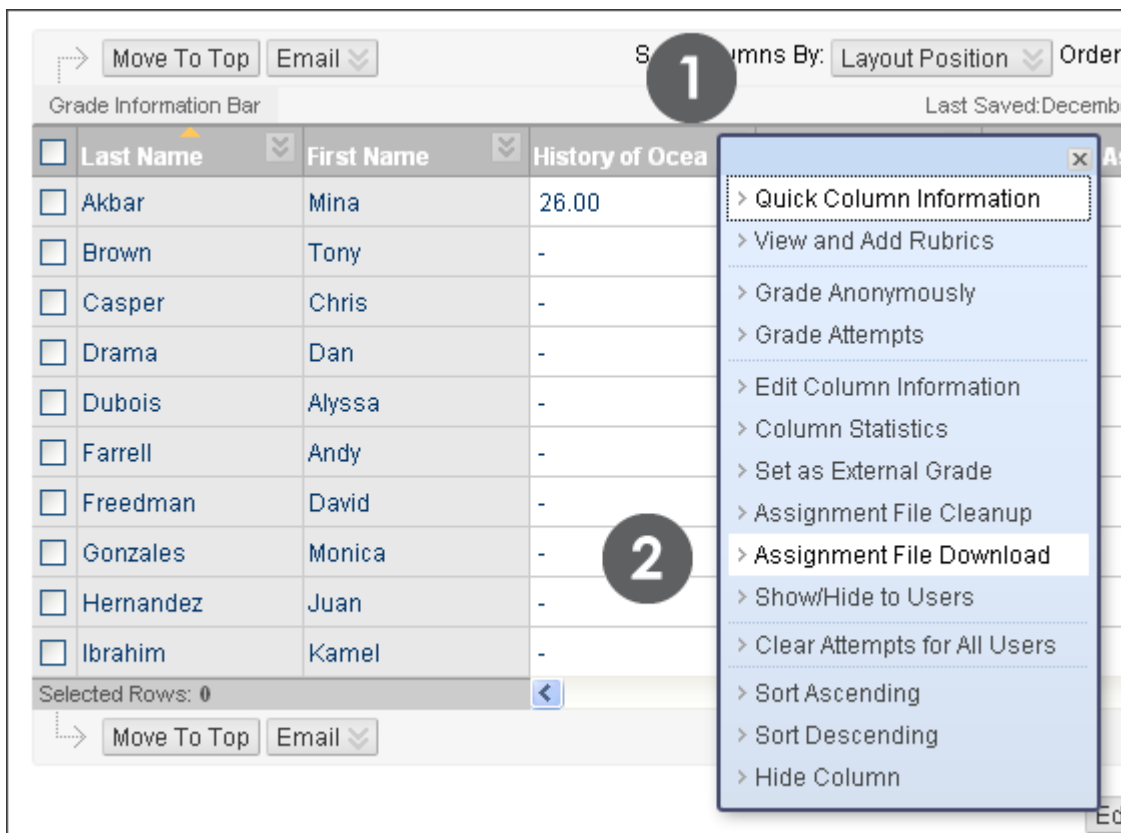 Move To Top Email mns By: Layout Position Order
1
Grade Information Bar Last Saved:Decemb
Last Name First Name History of Ocea
Akbar Mina 26.00
Brown Tony -
Casper Chris -
Drama Dan -
Dubois Alyssa -
Farrell Andy -
Freedman David -
Gonzales Monica -
Hernandez Juan -
Ibrahim Kamel -
2
Selected Rows: 0
Move To Top Email
> Quick Column Information
> View and Add Rubrics
> Grade Anonymously
> Grade Attempts
> Edit Column Information
> Column Statistics
> Set as External Grade
> Assignment File Cleanup
> Assignment File Download
> Show/Hide to Users
> Clear Attempts for All Users
> Sort Ascending
> Sort Descending
> Hide Column